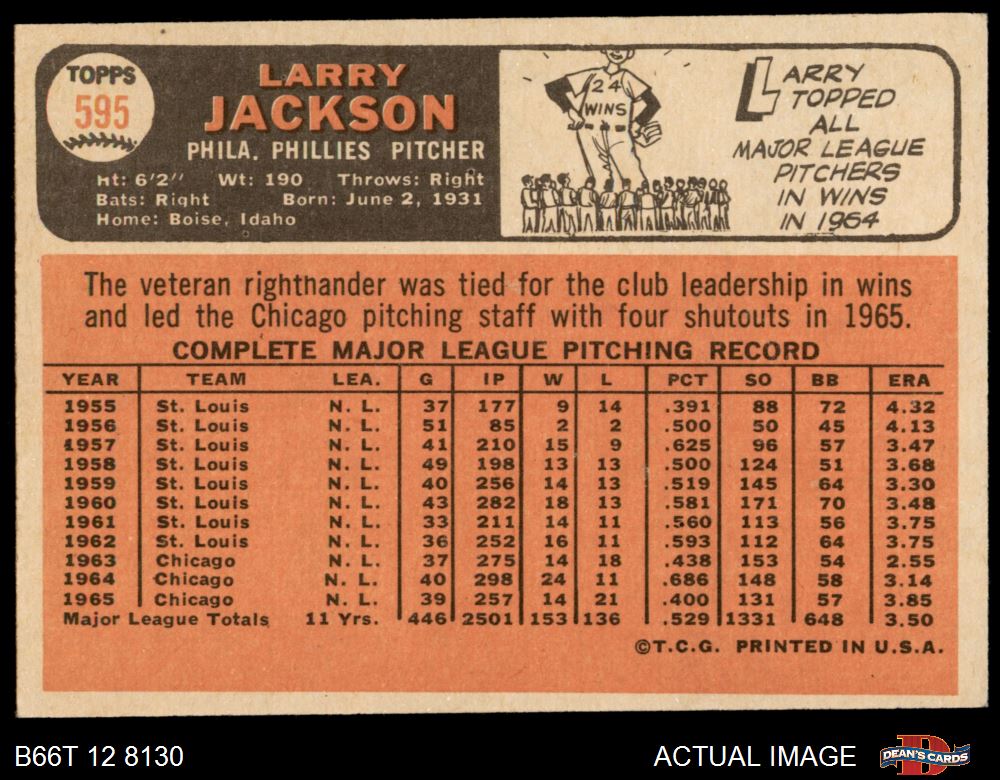 TOPPS
595
LARRY
JACKSON
PHILA. PHILLIES PITCHER
Ht: 6'2" Wt: 190 Throws: Right
Bats: Right Born: June 2, 1931
Home: Boise, Idaho
24
WINS
LARRY
TOPPED
ALL
MAJOR LEAGUE
PITCHERS
IN WINS
IN 1964
The veteran righthander was tied for the club leadership in wins
and led the Chicago pitching staff with four shutouts in 1965.
COMPLETE MAJOR LEAGUE PITCHING RECORD
YEAR TEAM LEA. G IP W L PCT SO BB ERA
1955 St. Louis N. L. 37 177 9 14 .391 88 72 4.32
1956 St. Louis N. L. 51 85 2 2 .500 50 45 4.13
1957 St. Louis N. L. 41 210 15 9 .625 96 57 3.47
1958 St. Louis N. L. 49 198 13 13 .500 124 51 3.68
1959 St. Louis N. L. 40 256 14 13 .519 145 64 3.30
1960 St. Louis N. L. 43 282 18 13 .581 171 70 3.48
1961 St. Louis N. L. 33 211 14 11 .560 113 56 3.75
1962 St. Louis N. L. 36 252 16 11 .593 112 64 3.75
1963 Chicago N. L. 37 275 14 18 .438 153 54 2.55
1964 Chicago N. L. 40 298 24 11 .686 148 58 3.14
1965 Chicago N. L. 39 257 14 21 .400 131 57 3.85
Major League Totals 11 Yrs. 446 2501 153 136 .529 1331 648 3.50
©T.C.G. PRINTED IN U.S.A.
B66T 12 8130
ACTUAL IMAGE
D
DEAN'S CARDS